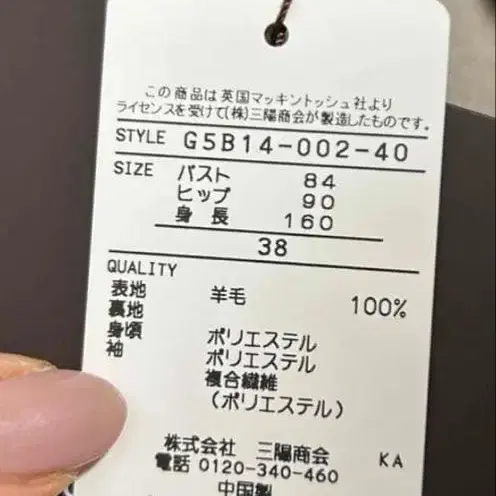 この商品は英国マッキントッシュ社より
ライセンスを受けて(株)三陽商会が製造したものです。
STYLE G5B14-002-40
SIZE バスト 84
ヒップ 90
身長 160
38
QUALITY
表地 羊毛 100%
裏地
身頃 ポリエステル
袖 ポリエステル
複合繊維
(ポリエステル)
株式会社 三陽商会 KA
電話 0120-340-460
中国製